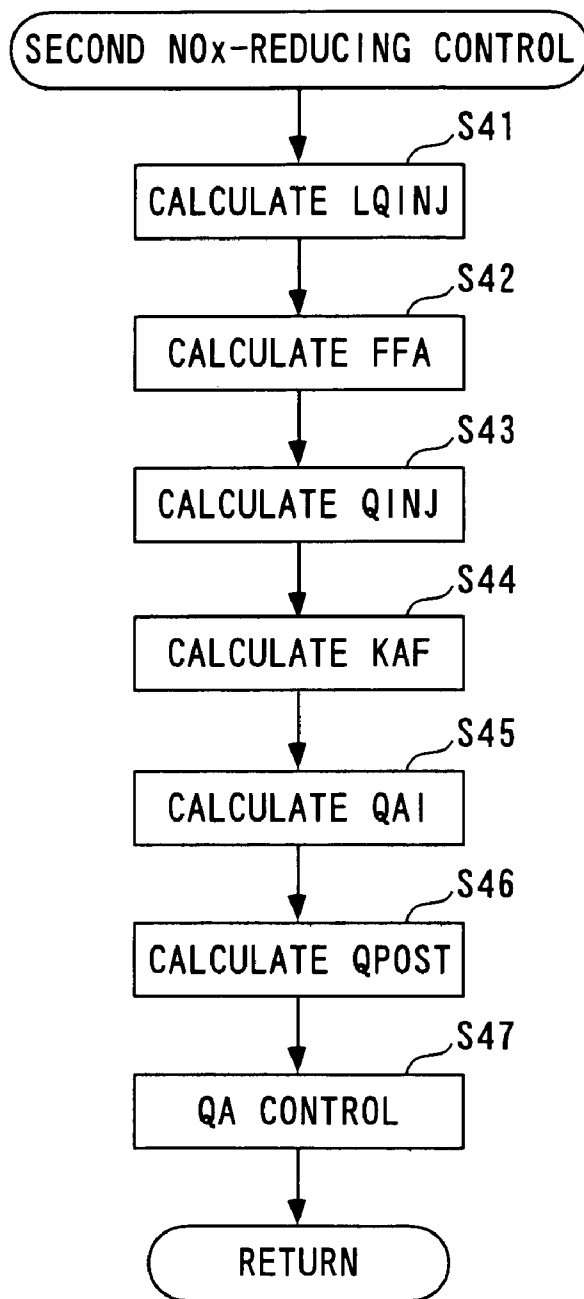 SECOND NOx-REDUCING CONTROL
S41
CALCULATE LQINJ
S42
CALCULATE FFA
S43
CALCULATE QINJ
S44
CALCULATE KAF
S45
CALCULATE QAI
S46
CALCULATE QPOST
S47
QA CONTROL
RETURN